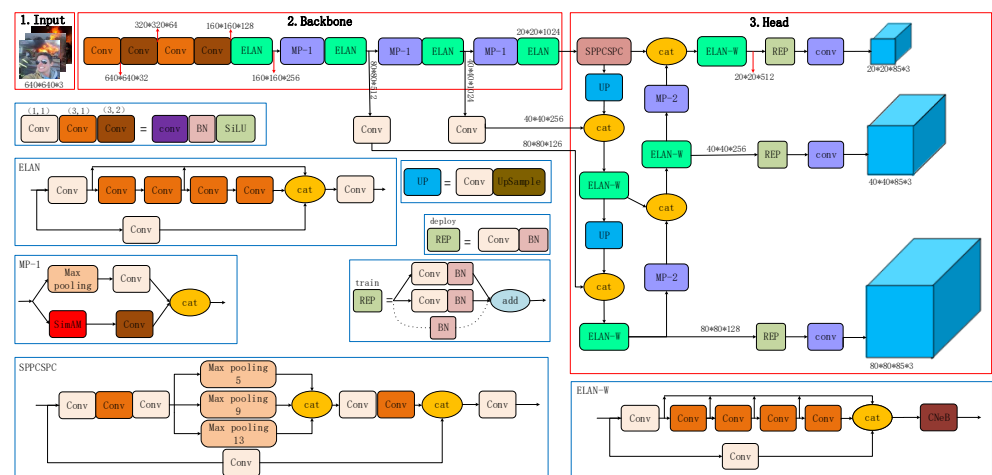 1. Input
640*640*3
2. Backbone
320*320*64
160*160*128
20*20*1024
Conv
Conv
Conv
Conv
ELAN
MP-1
ELAN
MP-1
ELAN
MP-1
ELAN
640*640*32
160*160*256
80*80*512
40*40*1024
Conv
Conv
40*40*256
80*80*126
3. Head
SPPCSPC
cat
ELAN-W
REP
conv
20*20*512
20*20*85*3
UP
MP-2
cat
ELAN-W
40*40*256
REP
conv
40*40*85*3
ELAN-W
cat
UP
MP-2
cat
ELAN-W
80*80*128
REP
conv
80*80*85*3
(1,1)
(3,1)
(3,2)
Conv
Conv
Conv
=
conv
BN
SiLU
ELAN
Conv
Conv
Conv
Conv
Conv
cat
Conv
Conv
UP
=
Conv
UpSample
deploy
REP
=
Conv
BN
MP-1
Max
pooling
Conv
cat
SimAM
Conv
train
REP
=
Conv
BN
Conv
BN
BN
add
SPPCSPC
Conv
Conv
Conv
Max pooling
5
Max pooling
9
Max pooling
13
cat
Conv
Conv
cat
Conv
Conv
ELAN-W
Conv
Conv
Conv
Conv
Conv
cat
CNeB
Conv